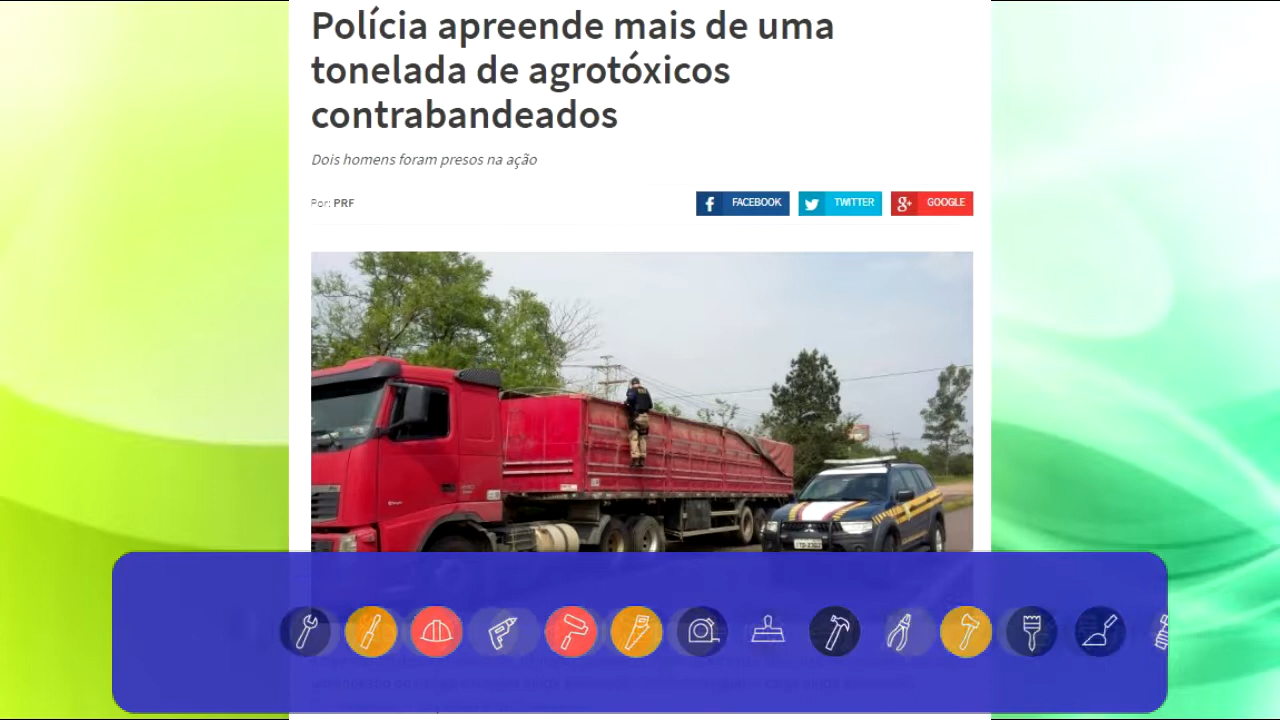 Polícia apreende mais de uma
tonelada de agrotóxicos
contrabandeados
Dois homens foram presos na ação
Por: PRF
FACEBOOK
TWITTER
GOOGLE